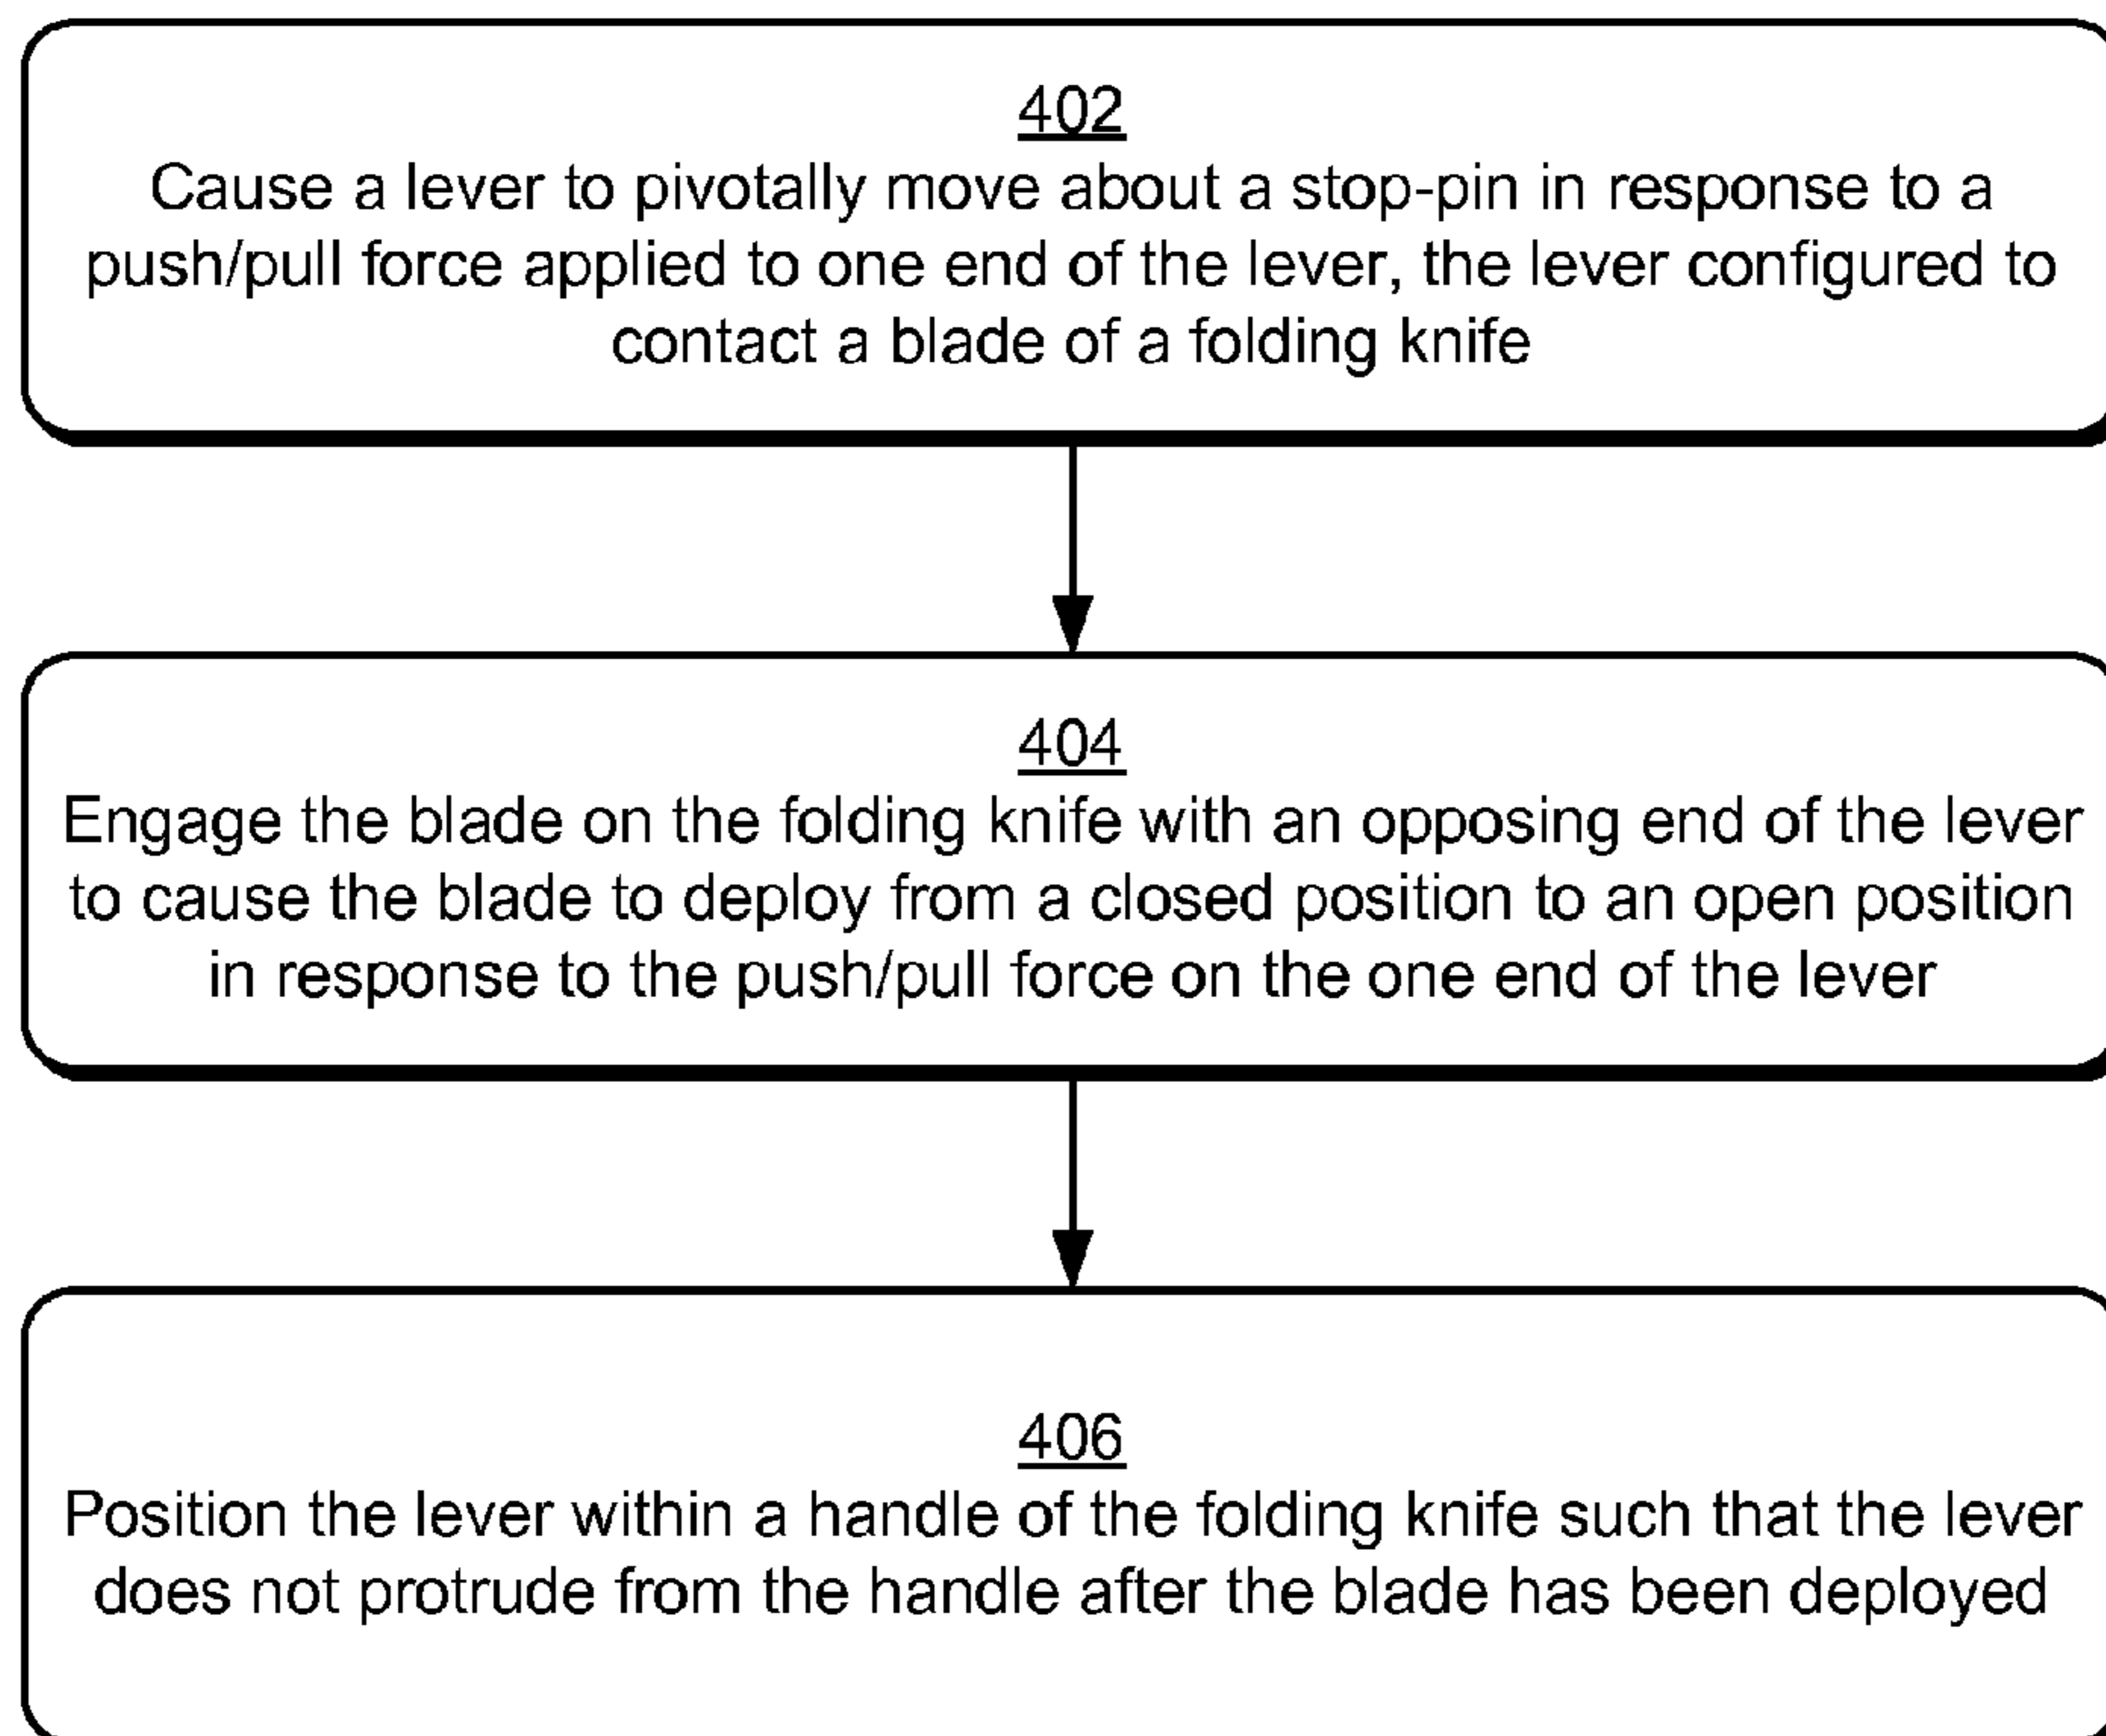 402
Cause a lever to pivotally move about a stop-pin in response to a
push/pull force applied to one end of the lever, the lever configured to
contact a blade of a folding knife
404
Engage the blade on the folding knife with an opposing end of the lever
to cause the blade to deploy from a closed position to an open position
in response to the push/pull force on the one end of the lever
406
Position the lever within a handle of the folding knife such that the lever
does not protrude from the handle after the blade has been deployed